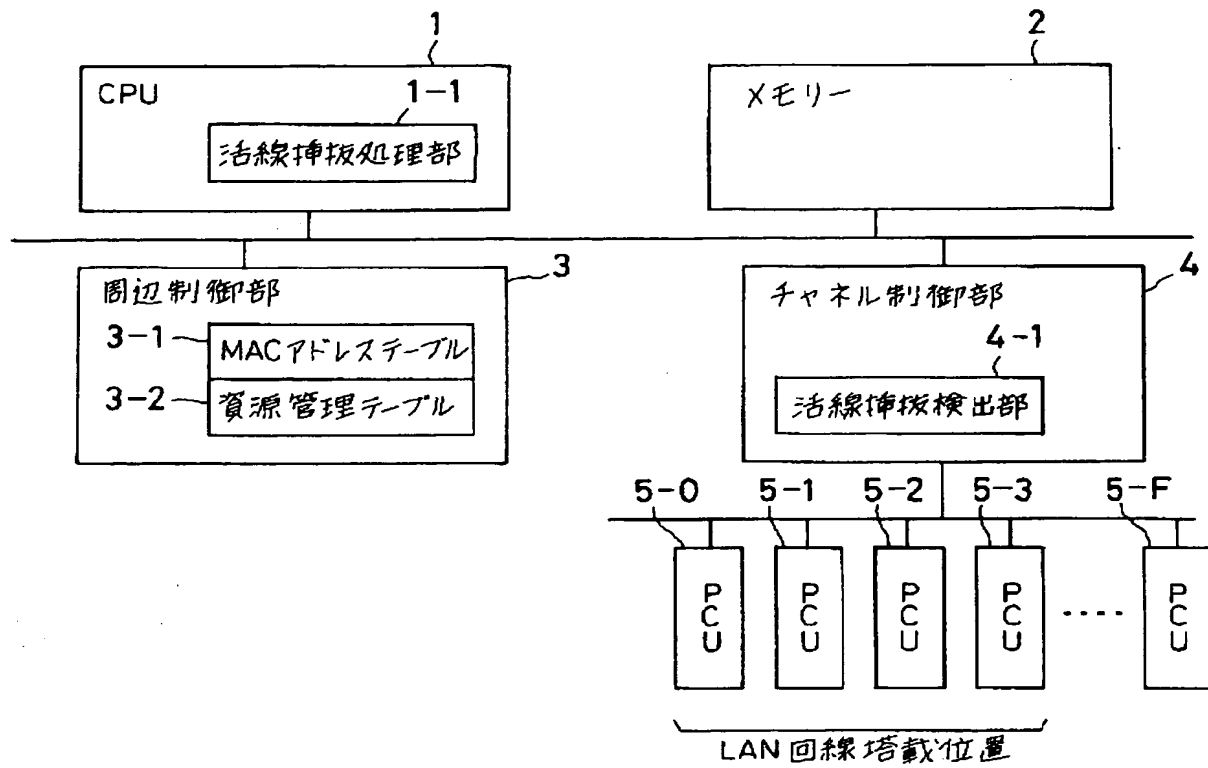 1
CPU
1-1
活線挿抜処理部
2
メモリー
3
周辺制御部
3-1
MACアドレステーブル
3-2
資源管理テーブル
4
チャネル制御部
4-1
活線挿抜検出部
5-0
5-1
5-2
5-3
5-F
PCU
PCU
PCU
PCU
....
PCU
LAN回線塔載位置